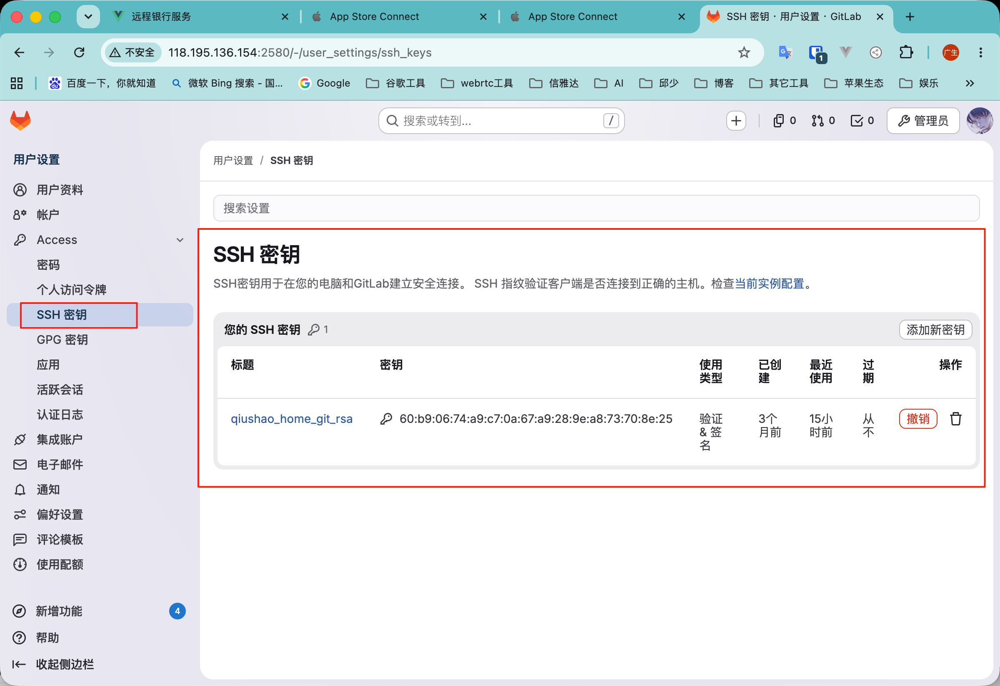 远程银行服务
App Store Connect
App Store Connect
SSH 密钥 · 用户设置 · GitLab
不安全
118.195.136.154:2580/-/user_settings/ssh_keys
1
广生
百度一下，你就知道
微软 Bing 搜索 - 国...
Google
谷歌工具
webrtc工具
信雅达
AI
邱少
博客
其它工具
苹果生态
娱乐
搜索或转到...
/
0
0
0
管理员
用户设置
用户资料
帐户
Access
密码
个人访问令牌
SSH 密钥
GPG 密钥
应用
活跃会话
认证日志
集成账户
电子邮件
通知
偏好设置
评论模板
使用配额
新增功能
4
帮助
收起侧边栏
用户设置 / SSH 密钥
搜索设置
SSH 密钥
SSH密钥用于在您的电脑和GitLab建立安全连接。 SSH 指纹验证客户端是否连接到正确的主机。检查当前实例配置。
您的 SSH 密钥 1
添加新密钥
标题
密钥
使用
类型
已创
建
最近
使用
过
期
操作
qiushao_home_git_rsa
60:b9:06:74:a9:c7:0a:67:a9:28:9e:a8:73:70:8e:25
验证
& 签
名
3个
月前
15小
时前
从
不
撤销